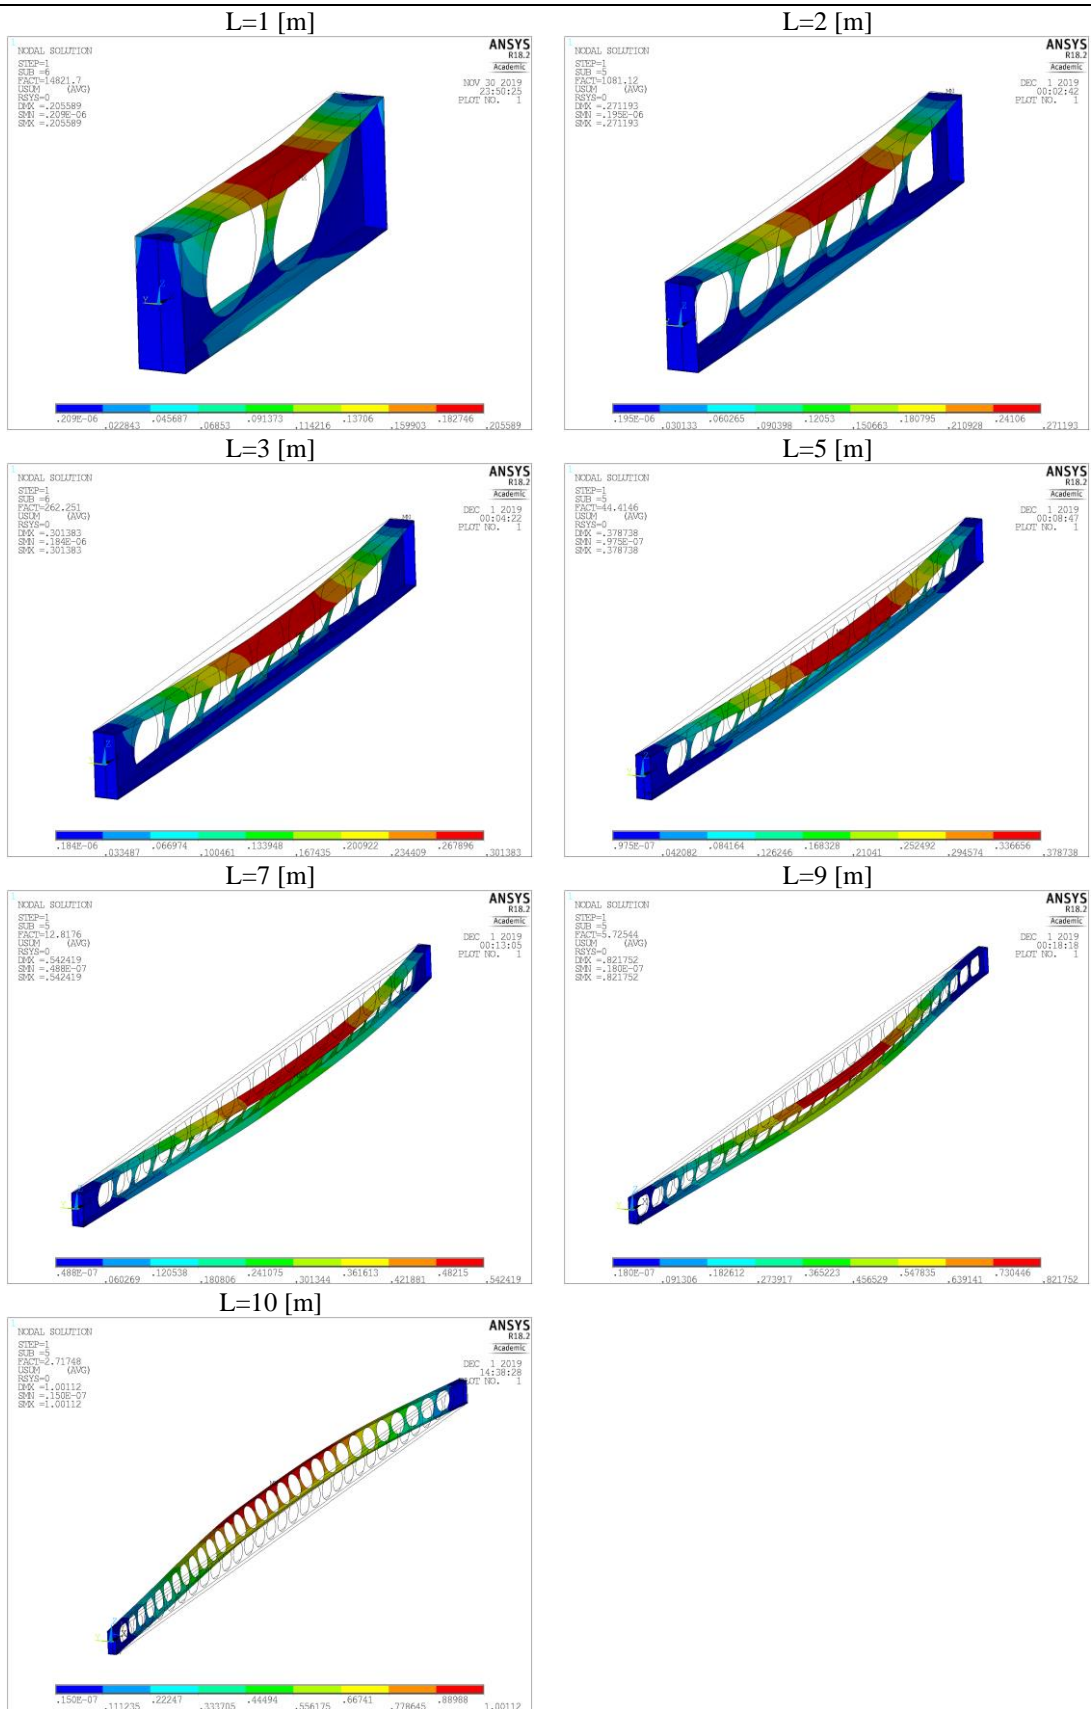 L=1 [m]
1
NODAL SOLUTION
STEP=1
SUB =6
FACT=14821.7
USUM (AVG)
RSYS=0
DMX =.205589
SMN =.209E-06
SMX =.205589
ANSYS
R18.2
Academic
NOV 30 2019
23:50:25
PLOT NO. 1
Y Z
.209E-06 .045687 .091373 .13706 .182746
.022843 .06853 .114216 .159903 .205589
L=2 [m]
1
NODAL SOLUTION
STEP=1
SUB =5
FACT=1081.12
USUM (AVG)
RSYS=0
DMX =.271193
SMN =.195E-06
SMX =.271193
ANSYS
R18.2
Academic
DEC 1 2019
00:02:42
PLOT NO. 1
MN
.195E-06 .060265 .12053 .180795 .24106
.030133 .090398 .150663 .210928 .271193
L=3 [m]
1
NODAL SOLUTION
STEP=1
SUB =6
FACT=262.251
USUM (AVG)
RSYS=0
DMX =.301383
SMN =.184E-06
SMX =.301383
ANSYS
R18.2
Academic
DEC 1 2019
00:04:22
PLOT NO. 1
MN
.184E-06 .066974 .133948 .200922 .267896
.033487 .100461 .167435 .234409 .301383
L=5 [m]
1
NODAL SOLUTION
STEP=1
SUB =5
FACT=44.4146
USUM (AVG)
RSYS=0
DMX =.378738
SMN =.975E-07
SMX =.378738
ANSYS
R18.2
Academic
DEC 1 2019
00:08:47
PLOT NO. 1
.975E-07 .084164 .168328 .252492 .336656
.042082 .126246 .21041 .294574 .378738
L=7 [m]
1
NODAL SOLUTION
STEP=1
SUB =5
FACT=12.8176
USUM (AVG)
RSYS=0
DMX =.542419
SMN =.488E-07
SMX =.542419
ANSYS
R18.2
Academic
DEC 1 2019
00:13:05
PLOT NO. 1
.488E-07 .120538 .241075 .361613 .48215
.060269 .180806 .301344 .421881 .542419
L=9 [m]
1
NODAL SOLUTION
STEP=1
SUB =5
FACT=5.72544
USUM (AVG)
RSYS=0
DMX =.821752
SMN =.180E-07
SMX =.821752
ANSYS
R18.2
Academic
DEC 1 2019
00:18:18
PLOT NO. 1
.180E-07 .182612 .365223 .547835 .730446
.091306 .273917 .456529 .639141 .821752
L=10 [m]
1
NODAL SOLUTION
STEP=1
SUB =5
FACT=2.71748
USUM (AVG)
RSYS=0
DMX =1.00112
SMN =.150E-07
SMX =1.00112
ANSYS
R18.2
Academic
DEC 1 2019
14:38:28
PLOT NO. 1
.150E-07 .22247 .44494 .66741 .88988
.111235 .333705 .556175 .778645 1.00112